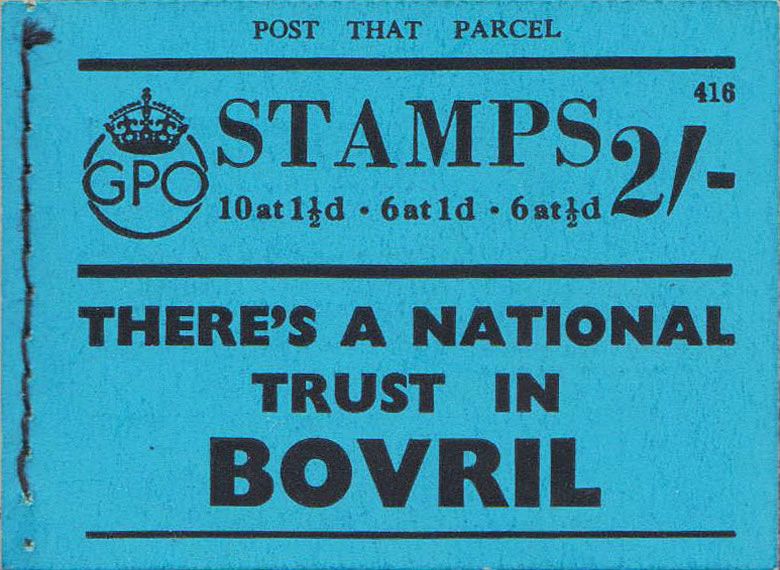 POST THAT PARCEL
416
GPO
STAMPS 2/-
10 at 1½d · 6 at 1d · 6 at ½d
THERE'S A NATIONAL
TRUST IN
BOVRIL